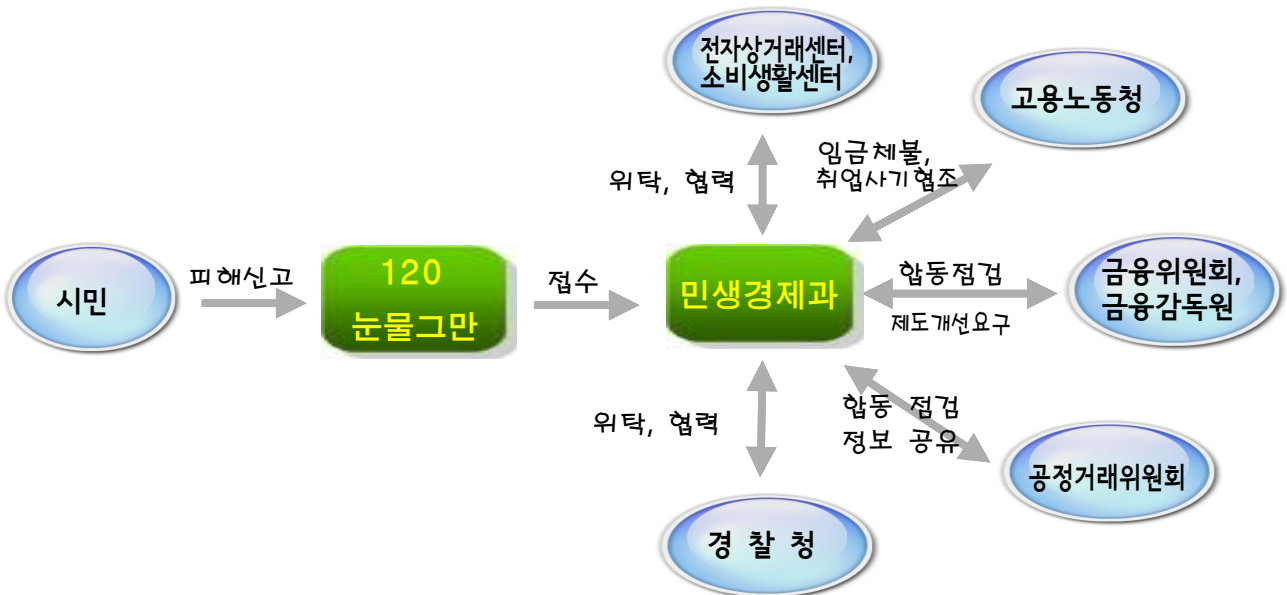 전자상거래센터,
소비생활센터
고용노동청
위탁, 협력
임금체불,
취업사기협조
시민
피해신고
120
눈물그만
접수
민생경제과
합동점검
제도개선요구
금융위원회,
금융감독원
위탁, 협력
합동 점검
정보 공유
공정거래위원회
경 찰 청